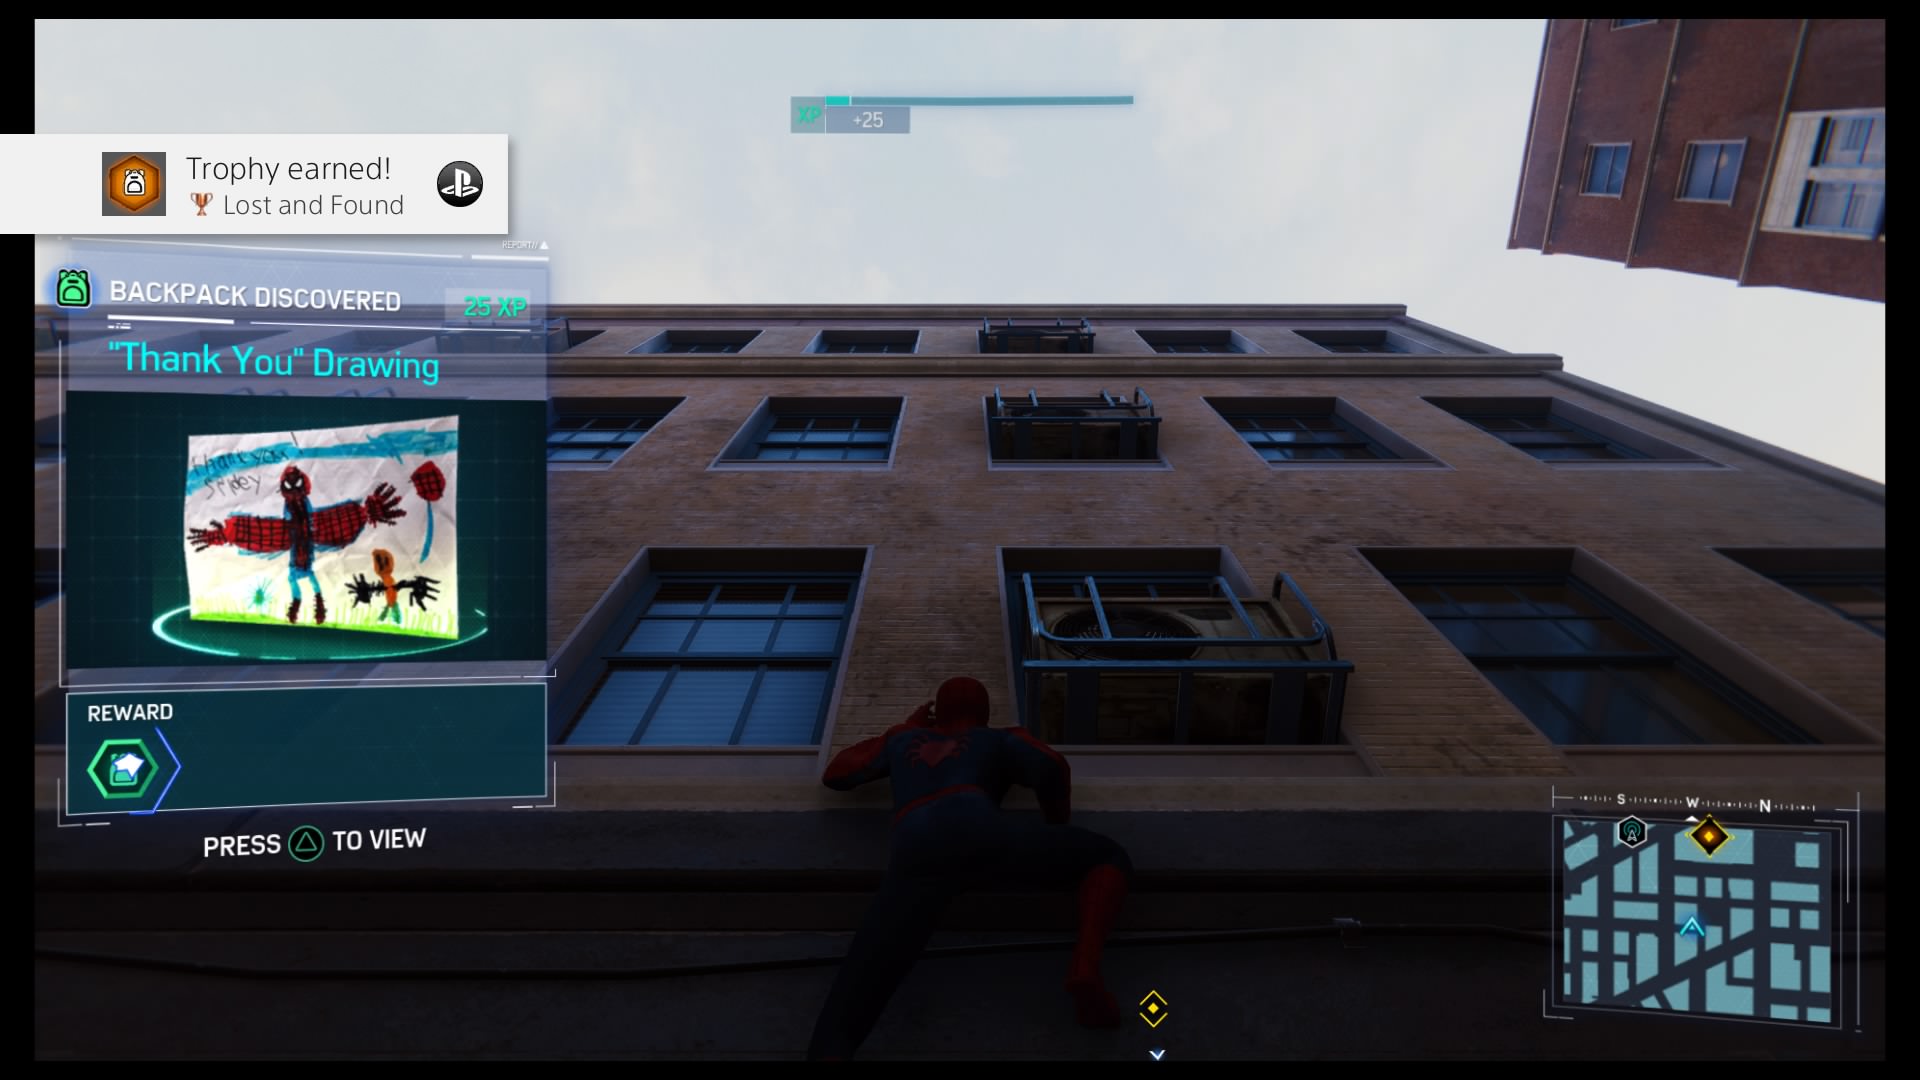 XP +25
Trophy earned!
Lost and Found
REPORT//
BACKPACK DISCOVERED 25 XP
"Thank You" Drawing
Thank you
Spidey
REWARD
PRESS TO VIEW
S W N